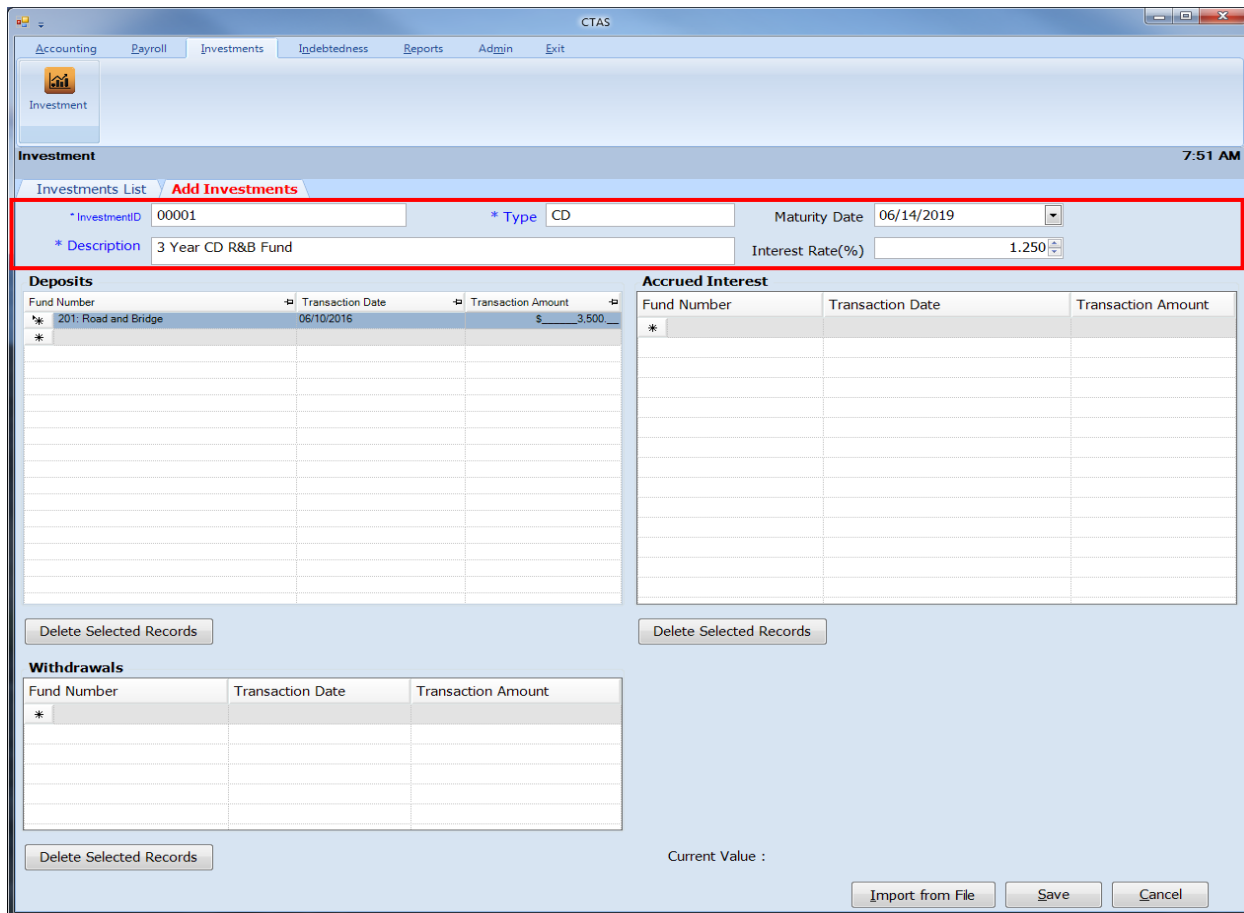 CTAS
Accounting Payroll Investments Indebtedness Reports Admin Exit
Investment
Investment 7:51 AM
Investments List Add Investments
* InvestmentID 00001 * Type CD Maturity Date 06/14/2019
* Description 3 Year CD R&B Fund Interest Rate(%) 1.250
Deposits Accrued Interest
Fund Number Transaction Date Transaction Amount Fund Number Transaction Date Transaction Amount
201: Road and Bridge 06/10/2016 $______3,500.__
Delete Selected Records Delete Selected Records
Withdrawals
Fund Number Transaction Date Transaction Amount
Delete Selected Records Current Value :
Import from File Save Cancel